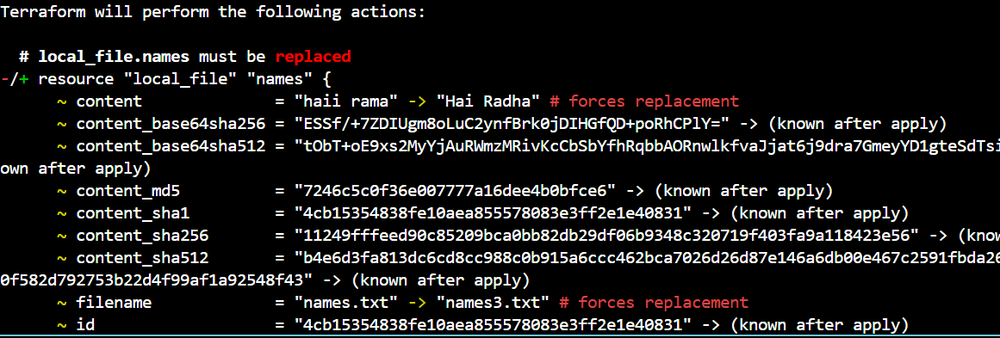 Terraform will perform the following actions:
# local_file.names must be replaced
-/+ resource "local_file" "names" {
~ content = "haii rama" -> "Hai Radha" # forces replacement
~ content_base64sha256 = "ESSf/+7ZDIUgm8oLuC2ynfBrk0jDIHGfQD+poRhCPlY=" -> (known after apply)
~ content_base64sha512 = "tObT+oE9xs2MyYjAuRWmzMRivKcCbSbYfhRqbbAORnwlkfvaJjat6j9dra7GmeyYD1gteSdTsi
own after apply)
~ content_md5 = "7246c5c0f36e007777a16dee4b0bfce6" -> (known after apply)
~ content_sha1 = "4cb15354838fe10aea855578083e3ff2e1e40831" -> (known after apply)
~ content_sha256 = "11249fffeed90c85209bca0bb82db29df06b9348c320719f403fa9a118423e56" -> (know
~ content_sha512 = "b4e6d3fa813dc6cd8cc988c0b915a6ccc462bca7026d26d87e146a6db00e467c2591fbda26
0f582d792753b22d4f99af1a92548f43" -> (known after apply)
~ filename = "names.txt" -> "names3.txt" # forces replacement
~ id = "4cb15354838fe10aea855578083e3ff2e1e40831" -> (known after apply)